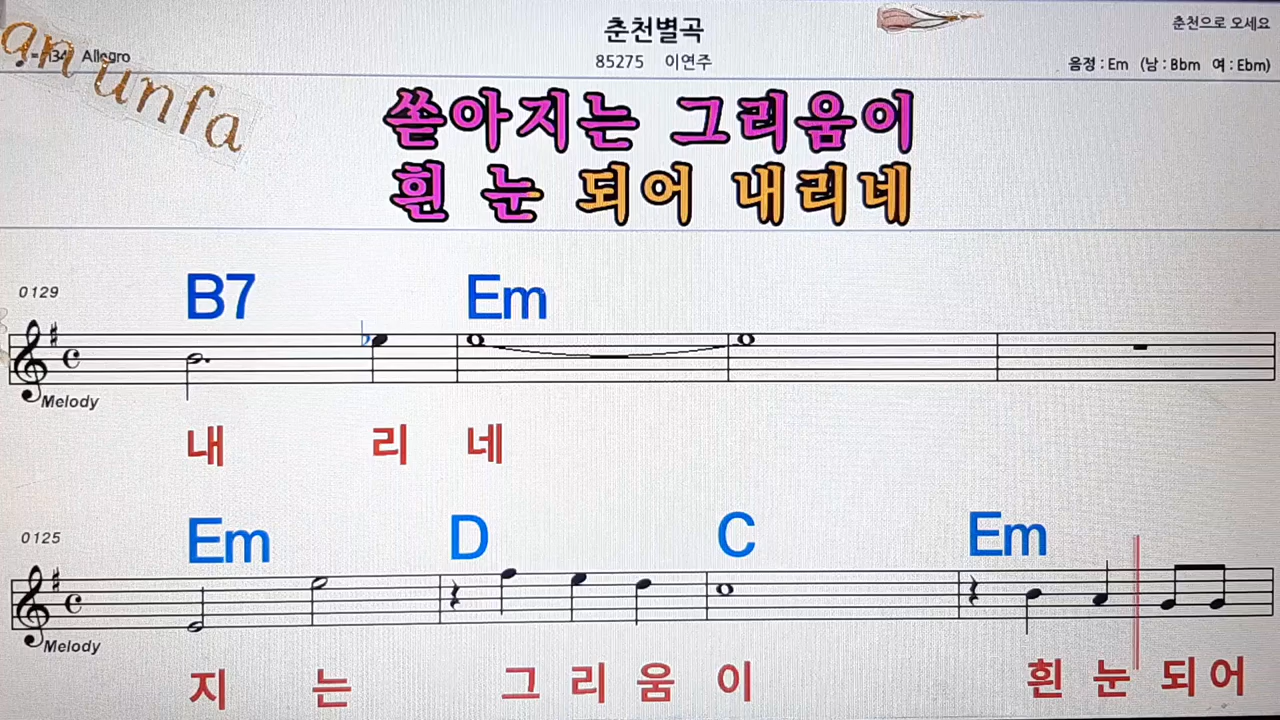 춘천별곡
춘천으로 오세요
an unfa
= 134 Allegro
85275 이연주
음정 : Em (남 : Bbm 여 : Ebm)
쏟아지는 그리움이
흰 눈 되어 내리네
0129
B7 Em
Melody
내 리 네
0125
Em D C Em
Melody
지 는 그 리 움 이 흰 눈 되 어